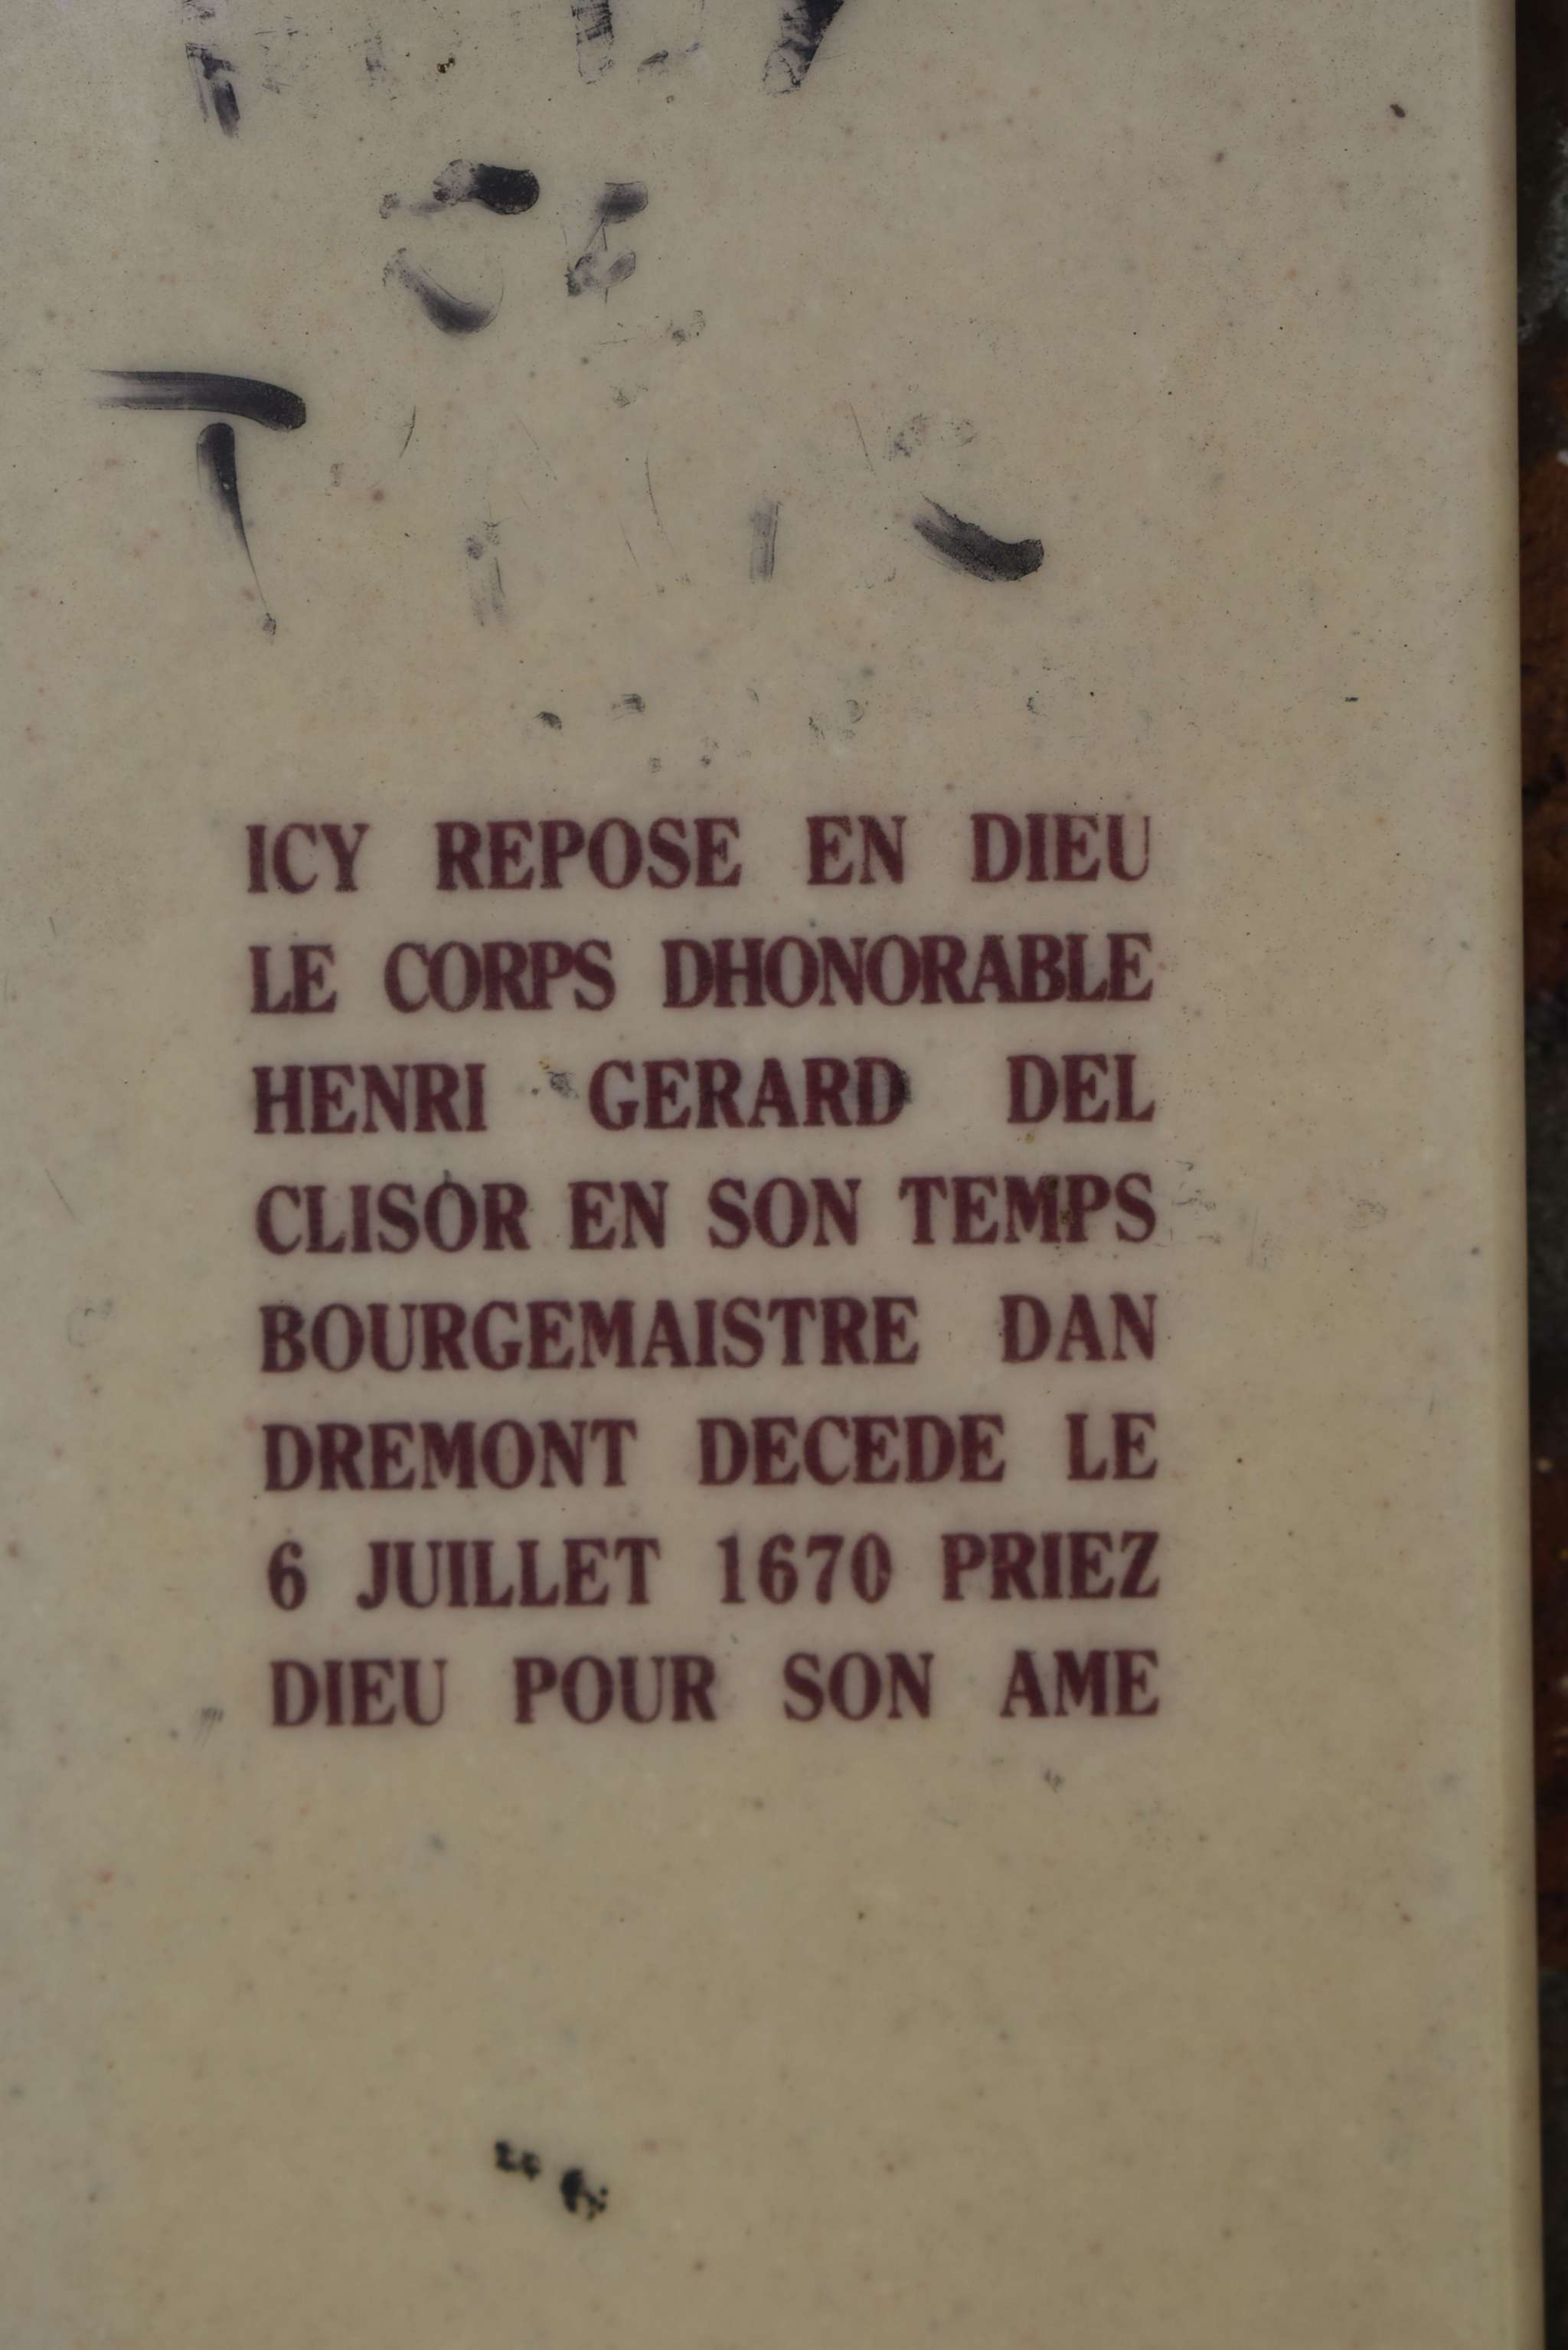 ICY REPOSE EN DIEU
LE CORPS DHONORABLE
HENRI GERARD DEL
CLISOR EN SON TEMPS
BOURGEMAISTRE DAN
DREMONT DECEDE LE
6 JUILLET 1670 PRIEZ
DIEU POUR SON AME